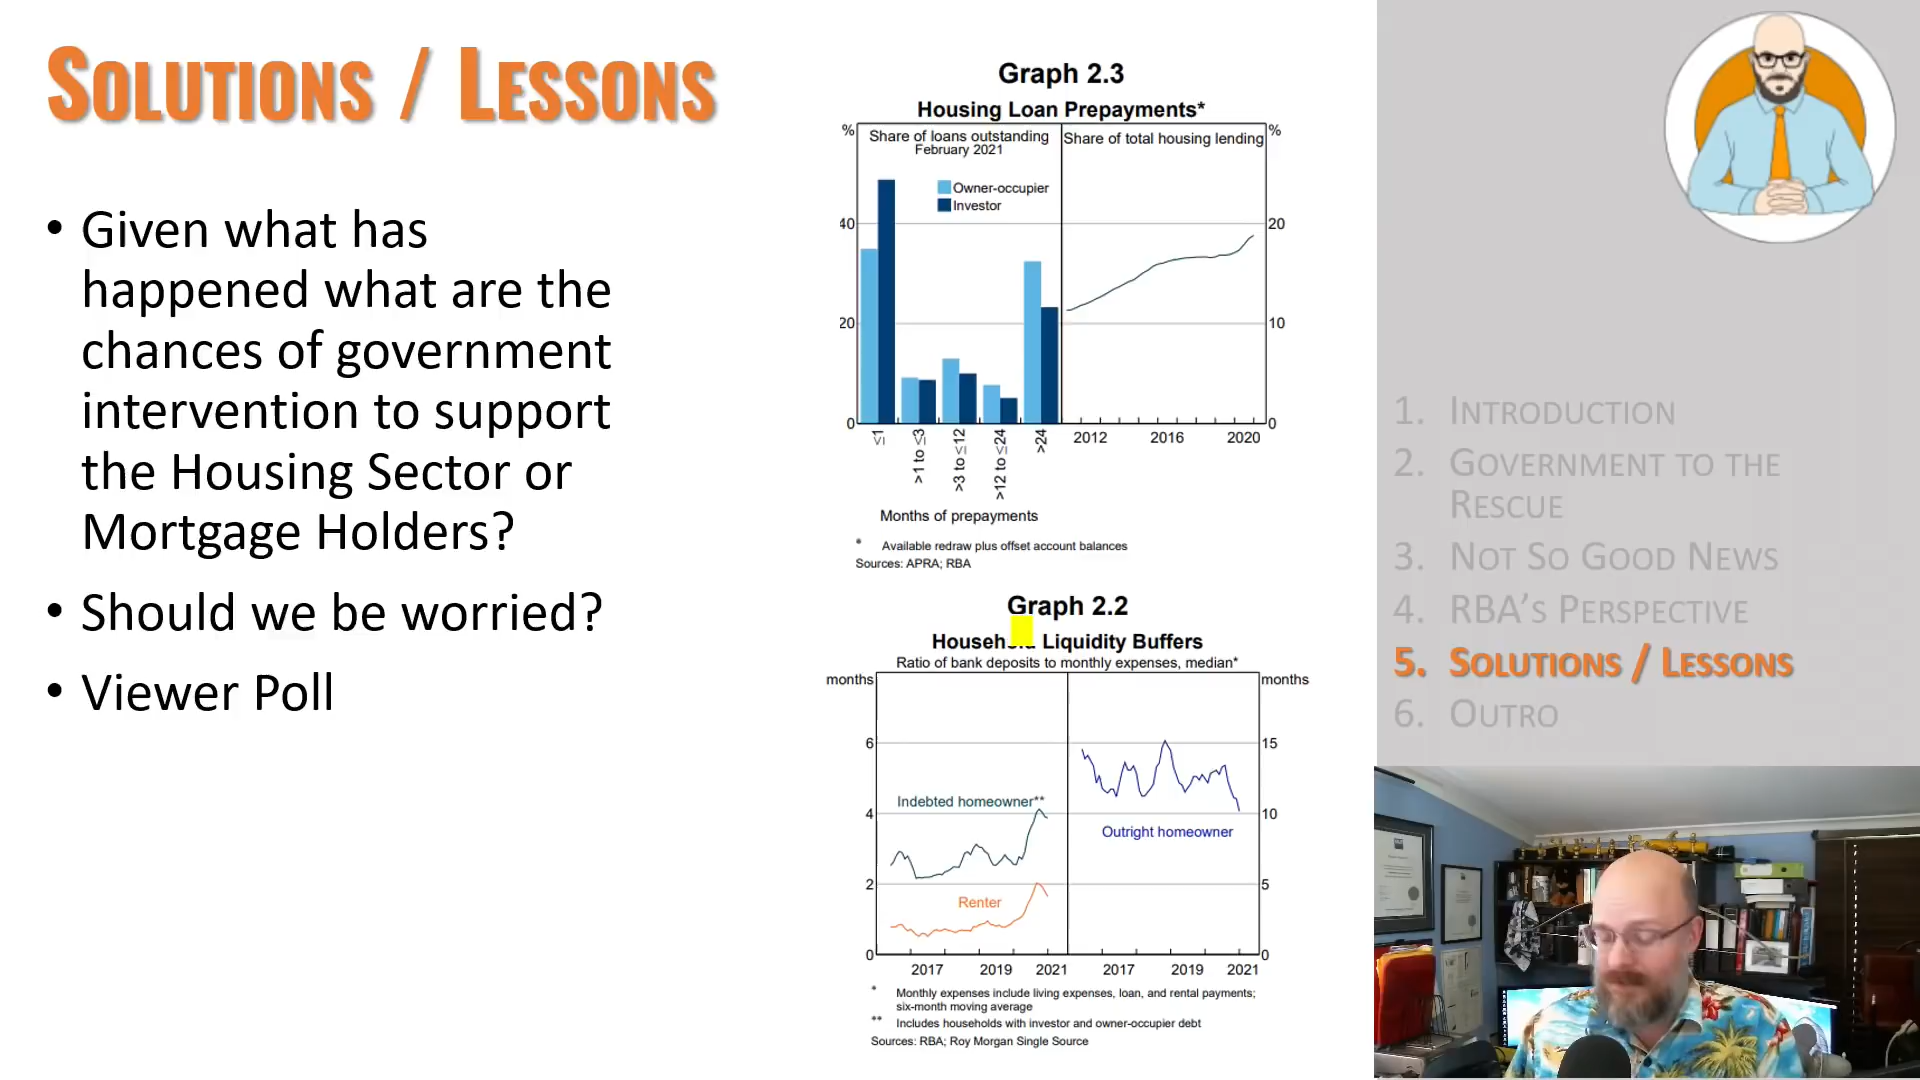 SOLUTIONS / LESSONS
• Given what has
happened what are the
chances of government
intervention to support
the Housing Sector or
Mortgage Holders?
• Should we be worried?
• Viewer Poll
Graph 2.3
Housing Loan Prepayments*
% Share of loans outstanding
February 2021
Share of total housing lending %
Owner-occupier
Investor
40 20
20 10
0 0
≤1
>1 to ≤3
>3 to ≤12
>12 to ≤24
>24
2012 2016 2020
Months of prepayments
* Available redraw plus offset account balances
Sources: APRA; RBA
Graph 2.2
Househ Liquidity Buffers
Ratio of bank deposits to monthly expenses, median*
months months
6 15
Indebted homeowner**
4 10
Outright homeowner
2 5
Renter
0 0
2017 2019 2021 2017 2019 2021
* Monthly expenses include living expenses, loan, and rental payments;
six-month moving average
** Includes households with investor and owner-occupier debt
Sources: RBA; Roy Morgan Single Source
1. INTRODUCTION
2. GOVERNMENT TO THE
RESCUE
3. NOT SO GOOD NEWS
4. RBA'S PERSPECTIVE
5. SOLUTIONS / LESSONS
6. OUTRO